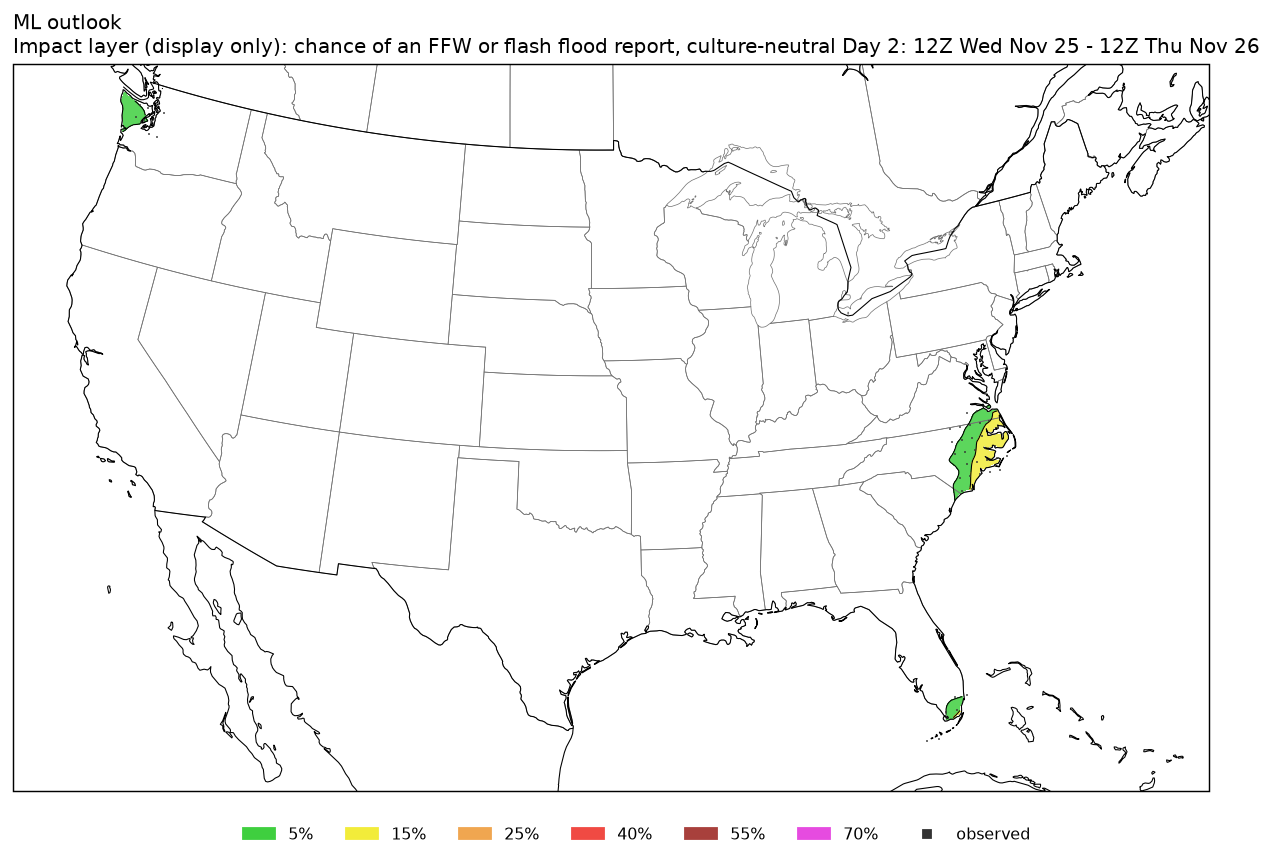 ML outlook
Impact layer (display only): chance of an FFW or flash flood report, culture-neutral Day 2: 12Z Wed Nov 25 - 12Z Thu Nov 26
5% 15% 25% 40% 55% 70% observed